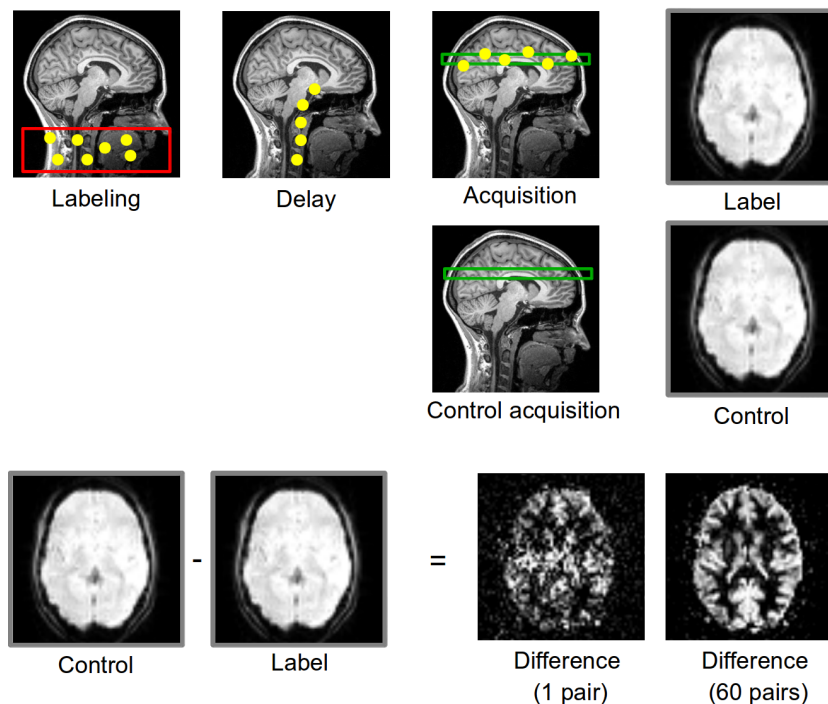 Labeling
Delay
Acquisition
Label
Control acquisition
Control
-
=
Control
Label
Difference
(1 pair)
Difference
(60 pairs)